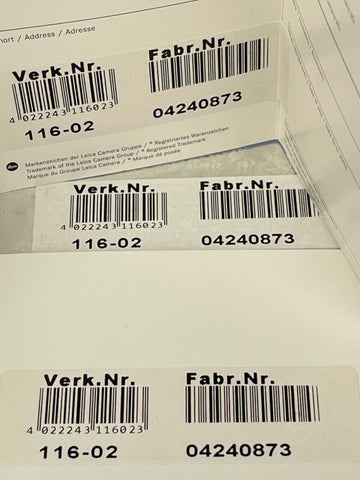 hort / Address / Adresse
Verk.Nr. Fabr.Nr.
4 022243 116023
116-02 04240873
Markenzeichen der Leica Camera Gruppe / * Registriertes Warenzeichen
Trademark of the Leica Camera Group / * Registered Trademark
Marque du Groupe Leica Camera / * Marque dé posée
Verk.Nr. Fabr.Nr.
4 022243 116023
116-02 04240873
Verk.Nr. Fabr.Nr.
4 022243 116023
116-02 04240873